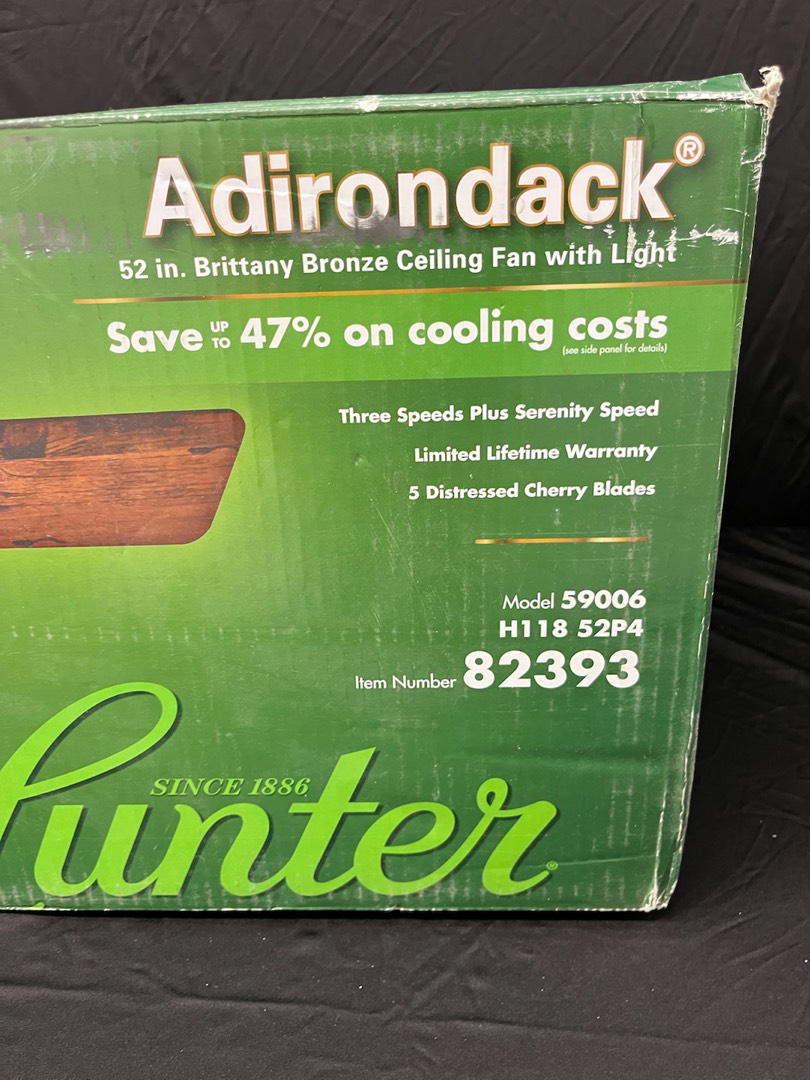 Adirondack®
52 in. Brittany Bronze Ceiling Fan with Light
Save UP TO 47% on cooling costs
(see side panel for details)
Three Speeds Plus Serenity Speed
Limited Lifetime Warranty
5 Distressed Cherry Blades
Model 59006
H118 52P4
Item Number 82393
SINCE 1886
Hunter®